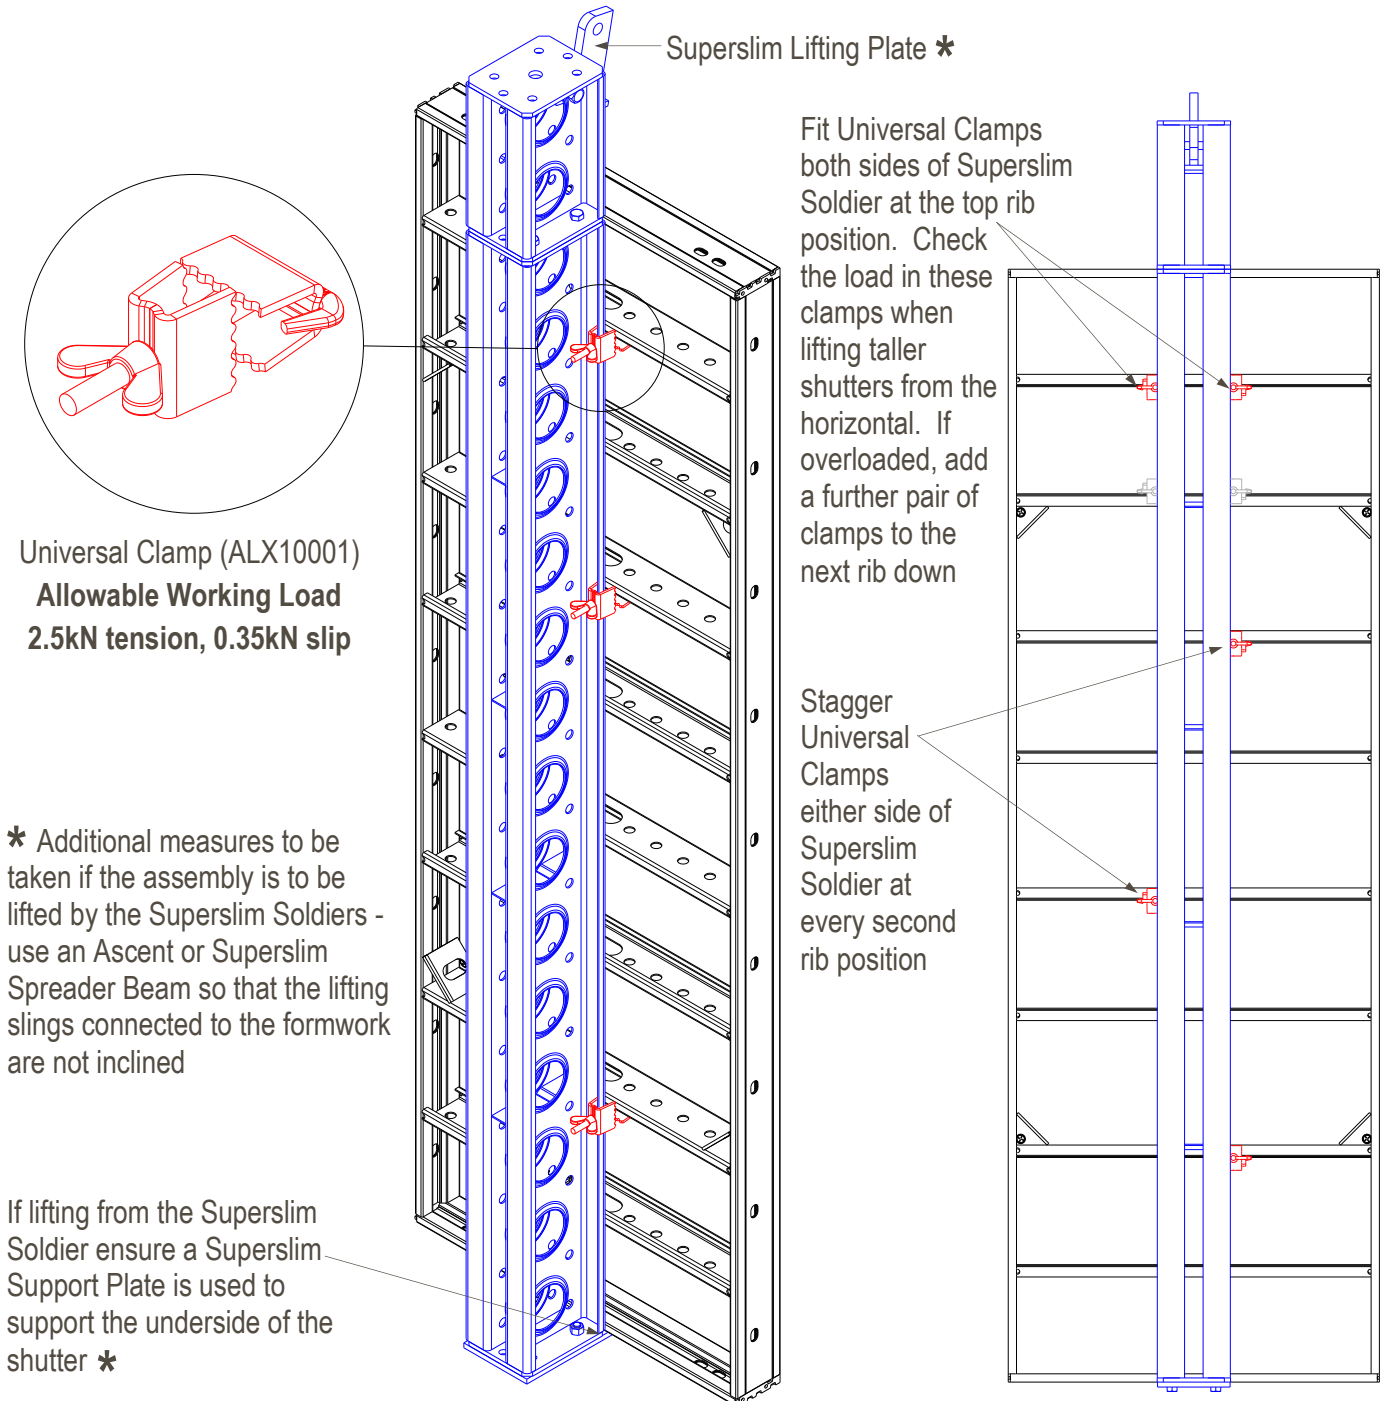 Superslim Lifting Plate *
Fit Universal Clamps
both sides of Superslim
Soldier at the top rib
position.  Check
the load in these
clamps when
lifting taller
shutters from the
horizontal.  If
overloaded, add
a further pair of
clamps to the
next rib down
Universal Clamp (ALX10001)
Allowable Working Load
2.5kN tension, 0.35kN slip
Stagger
Universal
Clamps
either side of
Superslim
Soldier at
every second
rib position
* Additional measures to be
taken if the assembly is to be
lifted by the Superslim Soldiers -
use an Ascent or Superslim
Spreader Beam so that the lifting
slings connected to the formwork
are not inclined
If lifting from the Superslim
Soldier ensure a Superslim
Support Plate is used to
support the underside of the
shutter *